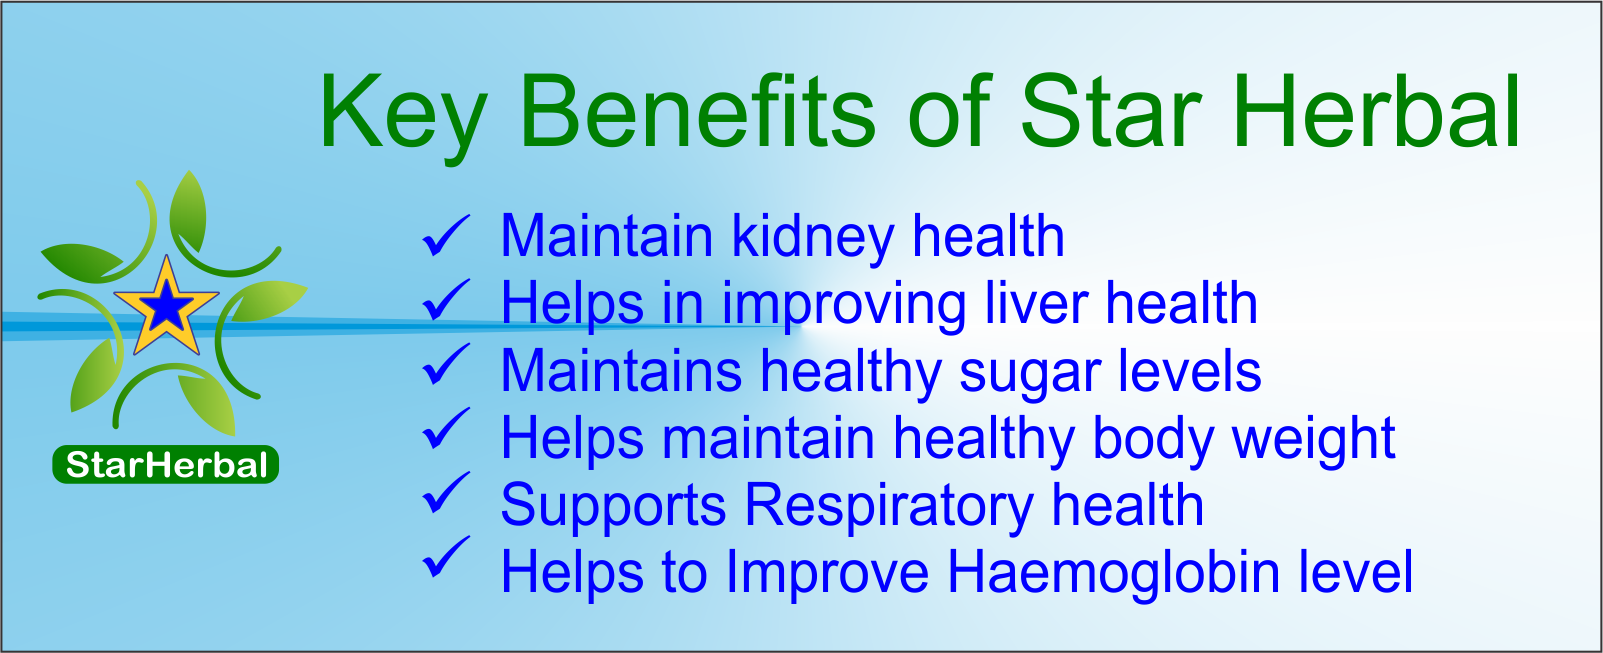 Key Benefits of Star Herbal
Maintain kidney health
Helps in improving liver health
Maintains healthy sugar levels
Helps maintain healthy body weight
Supports Respiratory health
Helps to Improve Haemoglobin level
StarHerbal